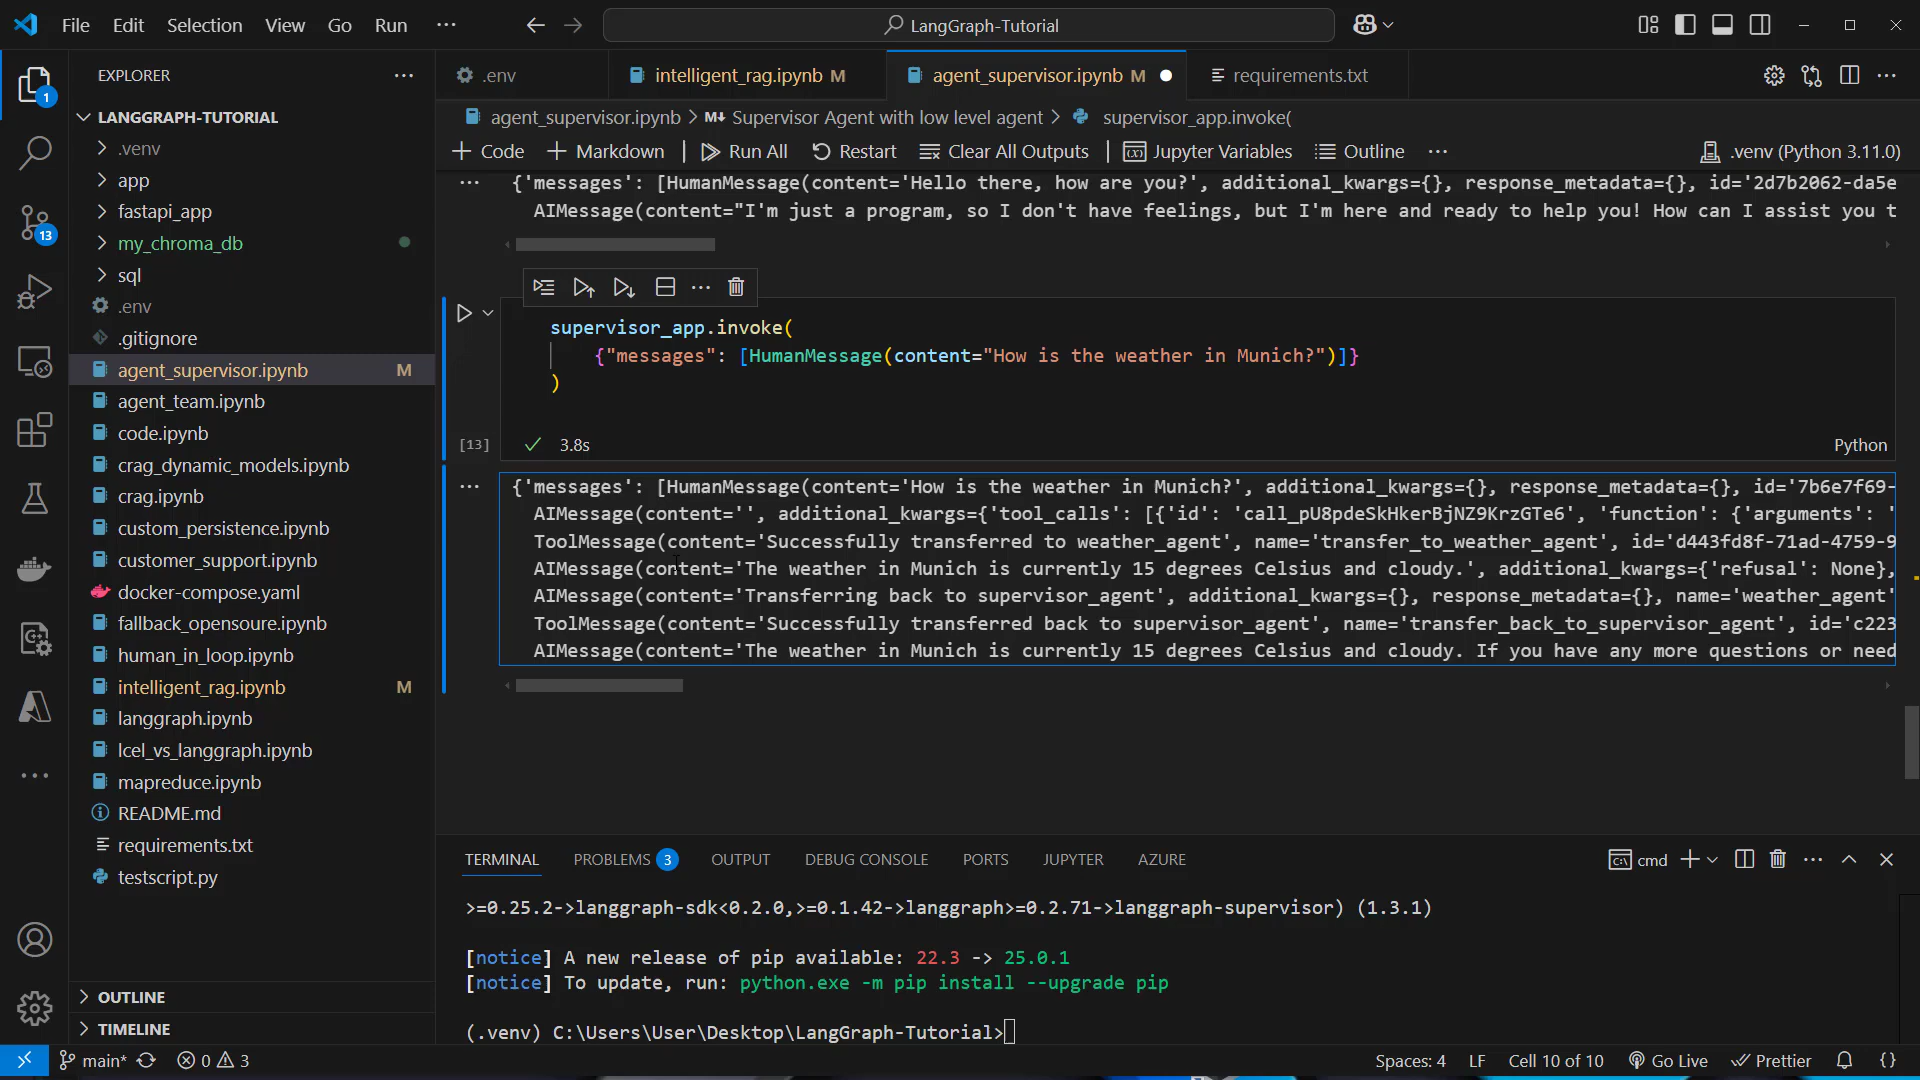 File Edit Selection View Go Run ···
LangGraph-Tutorial
EXPLORER
LANGGRAPH-TUTORIAL
.venv
app
fastapi_app
my_chroma_db
sql
.env
.gitignore
agent_supervisor.ipynb M
agent_team.ipynb
code.ipynb
crag_dynamic_models.ipynb
crag.ipynb
custom_persistence.ipynb
customer_support.ipynb
docker-compose.yaml
fallback_opensoure.ipynb
human_in_loop.ipynb
intelligent_rag.ipynb M
langgraph.ipynb
lcel_vs_langgraph.ipynb
mapreduce.ipynb
README.md
requirements.txt
testscript.py
OUTLINE
TIMELINE
1
13
.env intelligent_rag.ipynb M agent_supervisor.ipynb M requirements.txt
agent_supervisor.ipynb > M Supervisor Agent with low level agent > supervisor_app.invoke(
+ Code + Markdown | Run All Restart Clear All Outputs | Jupyter Variables Outline ··· .venv (Python 3.11.0)
{'messages': [HumanMessage(content='Hello there, how are you?', additional_kwargs={}, response_metadata={}, id='2d7b2062-da5e
AIMessage(content="I'm just a program, so I don't have feelings, but I'm here and ready to help you! How can I assist you t
supervisor_app.invoke(
{"messages": [HumanMessage(content="How is the weather in Munich?")]}
)
[13] ✓ 3.8s Python
{'messages': [HumanMessage(content='How is the weather in Munich?', additional_kwargs={}, response_metadata={}, id='7b6e7f69-
AIMessage(content='', additional_kwargs={'tool_calls': [{'id': 'call_pU8pdeSkHkerBjNZ9KrzGTe6', 'function': {'arguments': '
ToolMessage(content='Successfully transferred to weather_agent', name='transfer_to_weather_agent', id='d443fd8f-71ad-4759-9
AIMessage(content='The weather in Munich is currently 15 degrees Celsius and cloudy.', additional_kwargs={'refusal': None},
AIMessage(content='Transferring back to supervisor_agent', additional_kwargs={}, response_metadata={}, name='weather_agent'
ToolMessage(content='Successfully transferred back to supervisor_agent', name='transfer_back_to_supervisor_agent', id='c223
AIMessage(content='The weather in Munich is currently 15 degrees Celsius and cloudy. If you have any more questions or need
TERMINAL PROBLEMS 3 OUTPUT DEBUG CONSOLE PORTS JUPYTER AZURE cmd
>=0.25.2->langgraph-sdk<0.2.0,>=0.1.42->langgraph>=0.2.71->langgraph-supervisor) (1.3.1)
[notice] A new release of pip available: 22.3 -> 25.0.1
[notice] To update, run: python.exe -m pip install --upgrade pip
(.venv) C:\Users\User\Desktop\LangGraph-Tutorial>
main* 0 3 Spaces: 4 LF Cell 10 of 10 Go Live Prettier {}